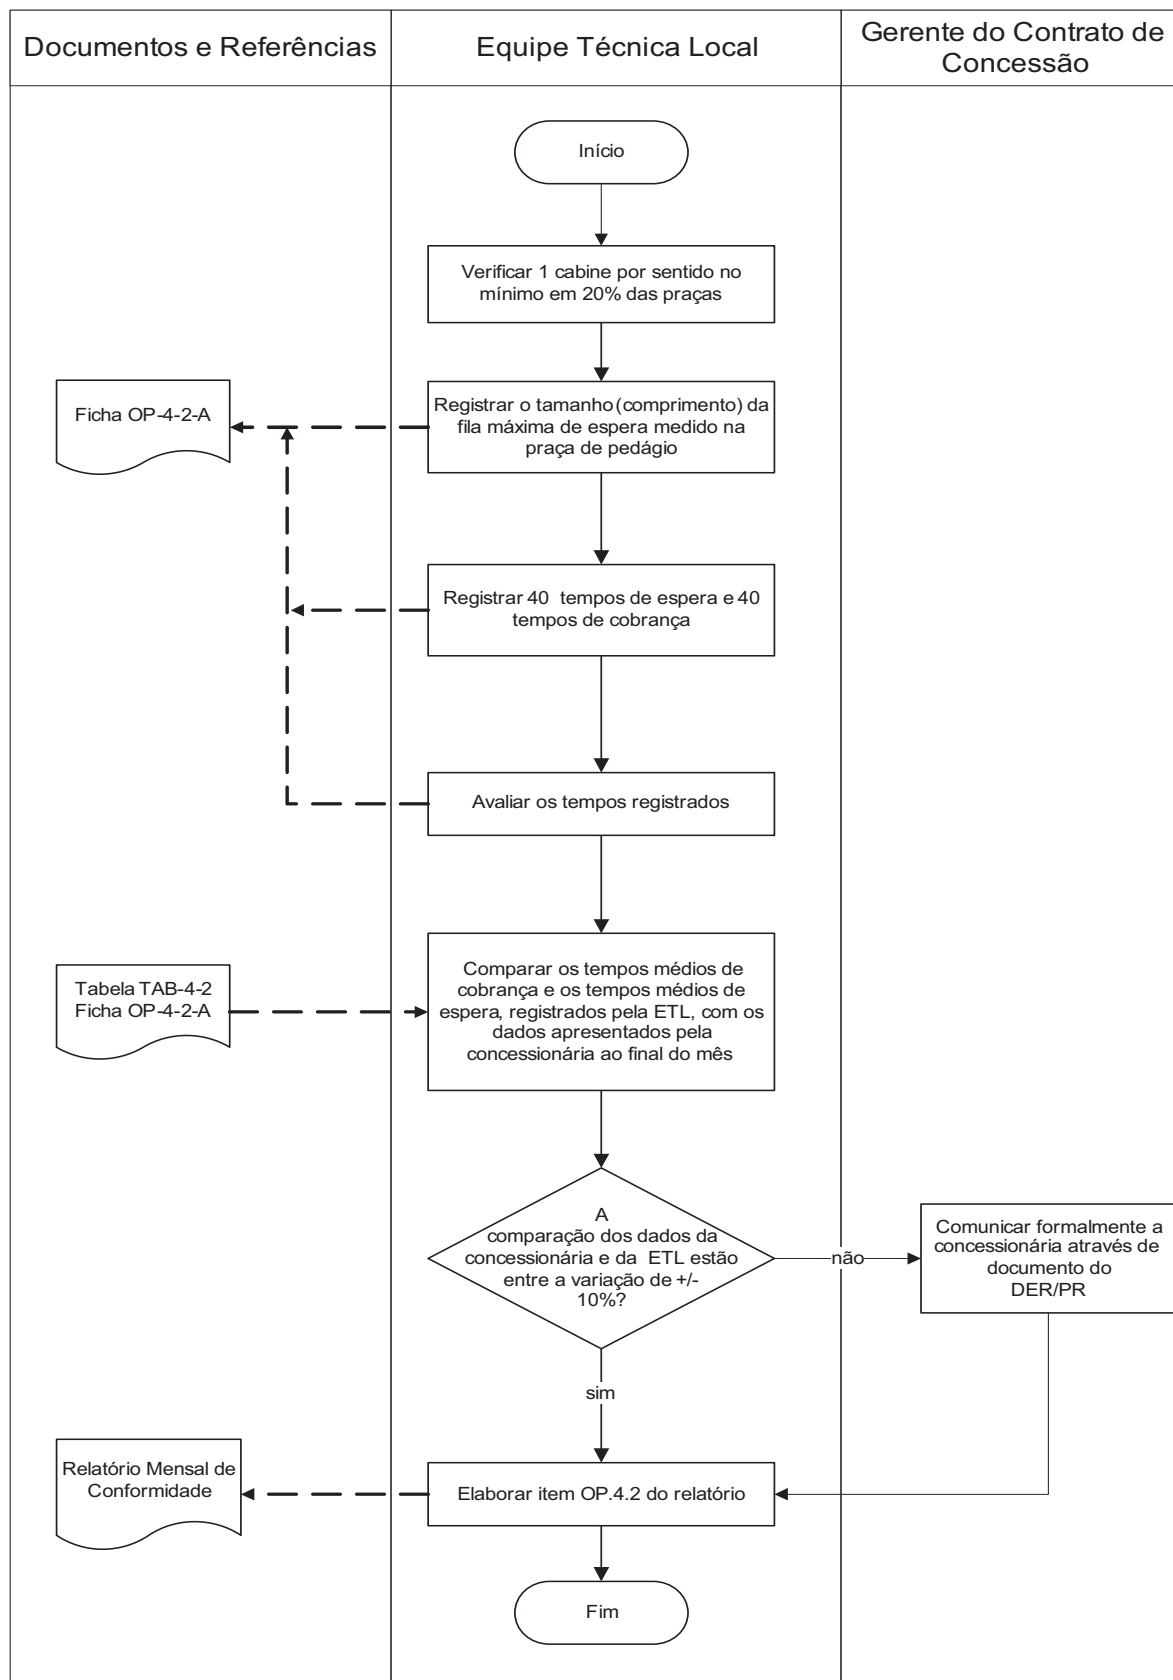 Documentos e Referências
Equipe Técnica Local
Gerente do Contrato de
Concessão
Início
Verificar 1 cabine por sentido no
mínimo em 20% das praças
Ficha OP-4-2-A
Registrar o tamanho (comprimento) da
fila máxima de espera medido na
praça de pedágio
Registrar 40 tempos de espera e 40
tempos de cobrança
Avaliar os tempos registrados
Tabela TAB-4-2
Ficha OP-4-2-A
Comparar os tempos médios de
cobrança e os tempos médios de
espera, registrados pela ETL, com os
dados apresentados pela
concessionária ao final do mês
A
comparação dos dados da
concessionária e da ETL estão
entre a variação de +/-
10%?
não
Comunicar formalmente a
concessionária através de
documento do
DER/PR
sim
Relatório Mensal de
Conformidade
Elaborar item OP.4.2 do relatório
Fim